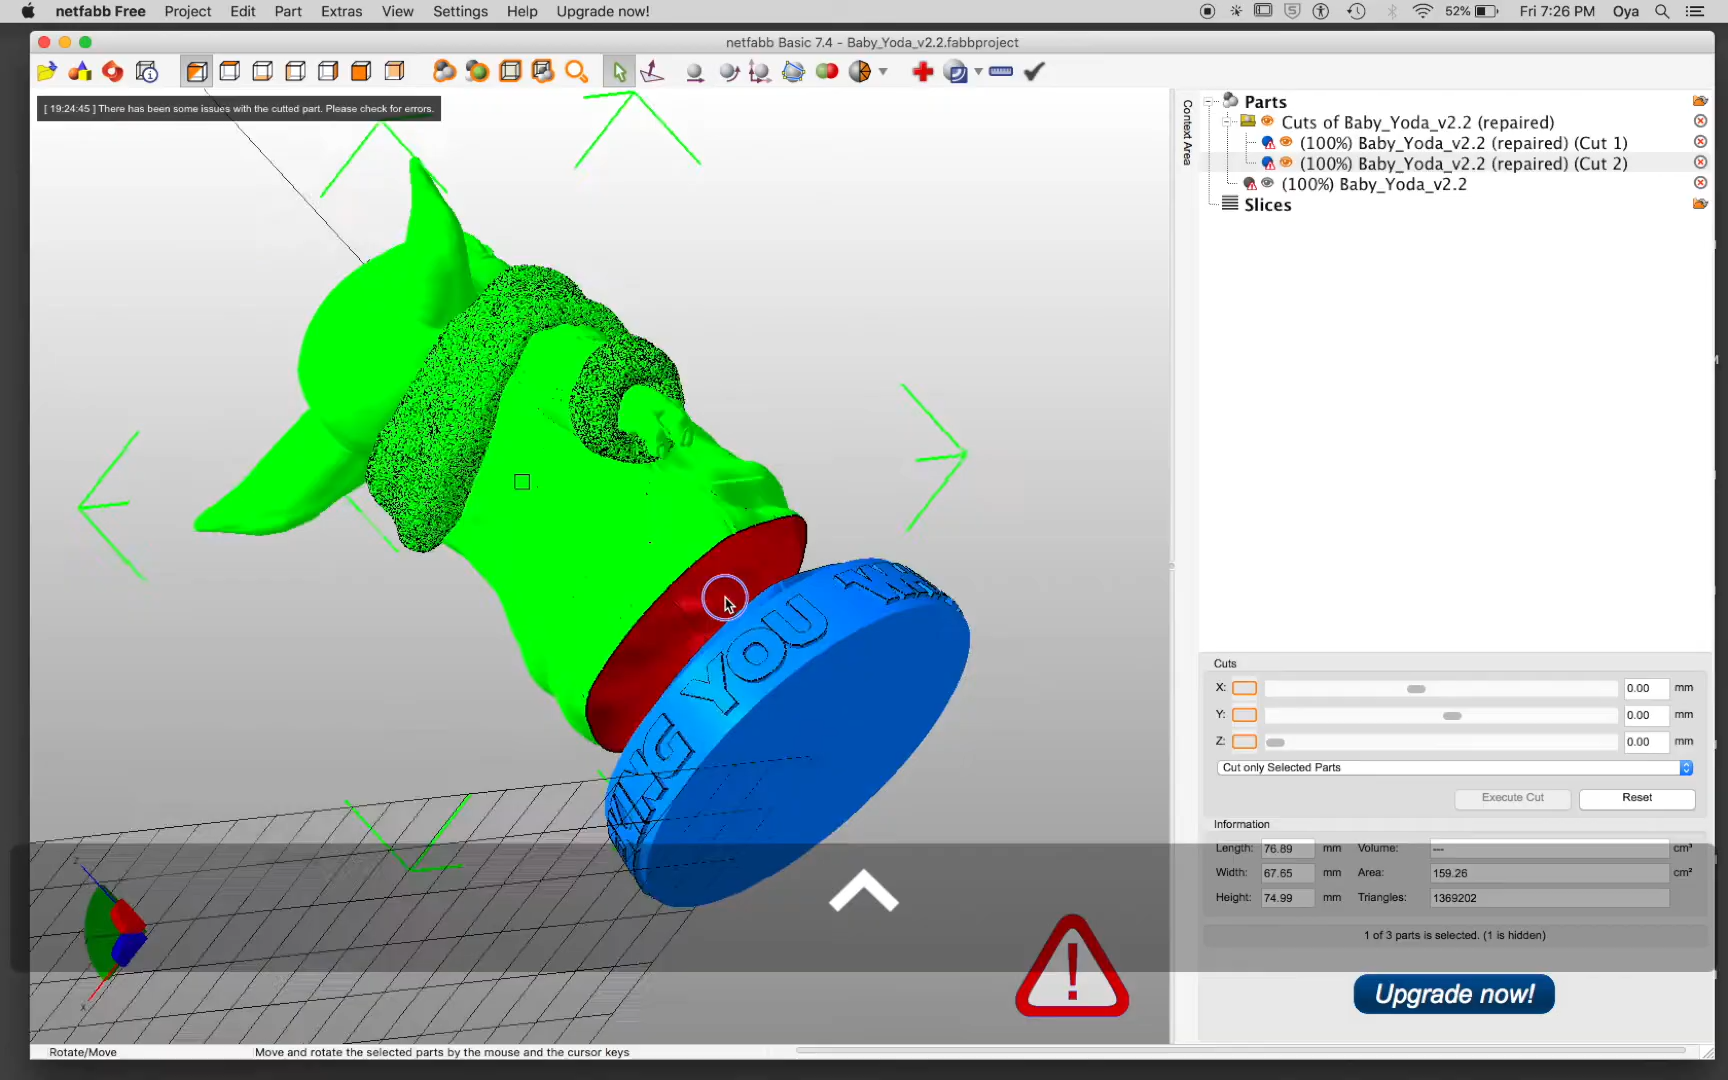 netfabb Free Project Edit Part Extras View Settings Help Upgrade now! 52% Fri 7:26 PM Oya
netfabb Basic 7.4 - Baby_Yoda_v2.2.fabbproject
[ 19:24:45 ] There has been some issues with the cutted part. Please check for errors.
Context Area
Parts
Cuts of Baby_Yoda_v2.2 (repaired)
(100%) Baby_Yoda_v2.2 (repaired) (Cut 1)
(100%) Baby_Yoda_v2.2 (repaired) (Cut 2)
(100%) Baby_Yoda_v2.2
Slices
YOU
Cuts
X: 0.00 mm
Y: 0.00 mm
Z: 0.00 mm
Cut only Selected Parts
Execute Cut Reset
Information
Length: 76.89 mm Volume: --- cm³
Width: 67.65 mm Area: 159.26 cm²
Height: 74.99 mm Triangles: 1369202
1 of 3 parts is selected. (1 is hidden)
Upgrade now!
z
x
Rotate/Move Move and rotate the selected parts by the mouse and the cursor keys